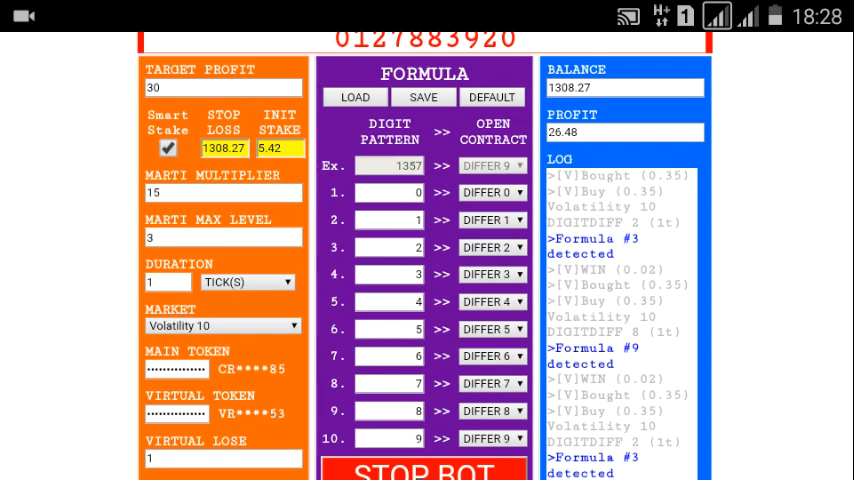 H+ 1 18:28
0127883920
TARGET PROFIT
30
Smart Stake
STOP LOSS
INIT STAKE
1308.27
5.42
MARTI MULTIPLIER
15
MARTI MAX LEVEL
3
DURATION
1 TICK(S)
MARKET
Volatility 10
MAIN TOKEN
CR****85
VIRTUAL TOKEN
VR****53
VIRTUAL LOSE
1
FORMULA
LOAD SAVE DEFAULT
DIGIT PATTERN >> OPEN CONTRACT
Ex. 1357 >> DIFFER 9
1. 0 >> DIFFER 0
2. 1 >> DIFFER 1
3. 2 >> DIFFER 2
4. 3 >> DIFFER 3
5. 4 >> DIFFER 4
6. 5 >> DIFFER 5
7. 6 >> DIFFER 6
8. 7 >> DIFFER 7
9. 8 >> DIFFER 8
10. 9 >> DIFFER 9
STOP BOT
BALANCE
1308.27
PROFIT
26.48
LOG
>[V]Bought (0.35)
>[V]Buy (0.35)
Volatility 10
DIGITDIFF 2 (1t)
>Formula #3
detected
>[V]WIN (0.02)
>[V]Bought (0.35)
>[V]Buy (0.35)
Volatility 10
DIGITDIFF 8 (1t)
>Formula #9
detected
>[V]WIN (0.02)
>[V]Bought (0.35)
>[V]Buy (0.35)
Volatility 10
DIGITDIFF 2 (1t)
>Formula #3
detected